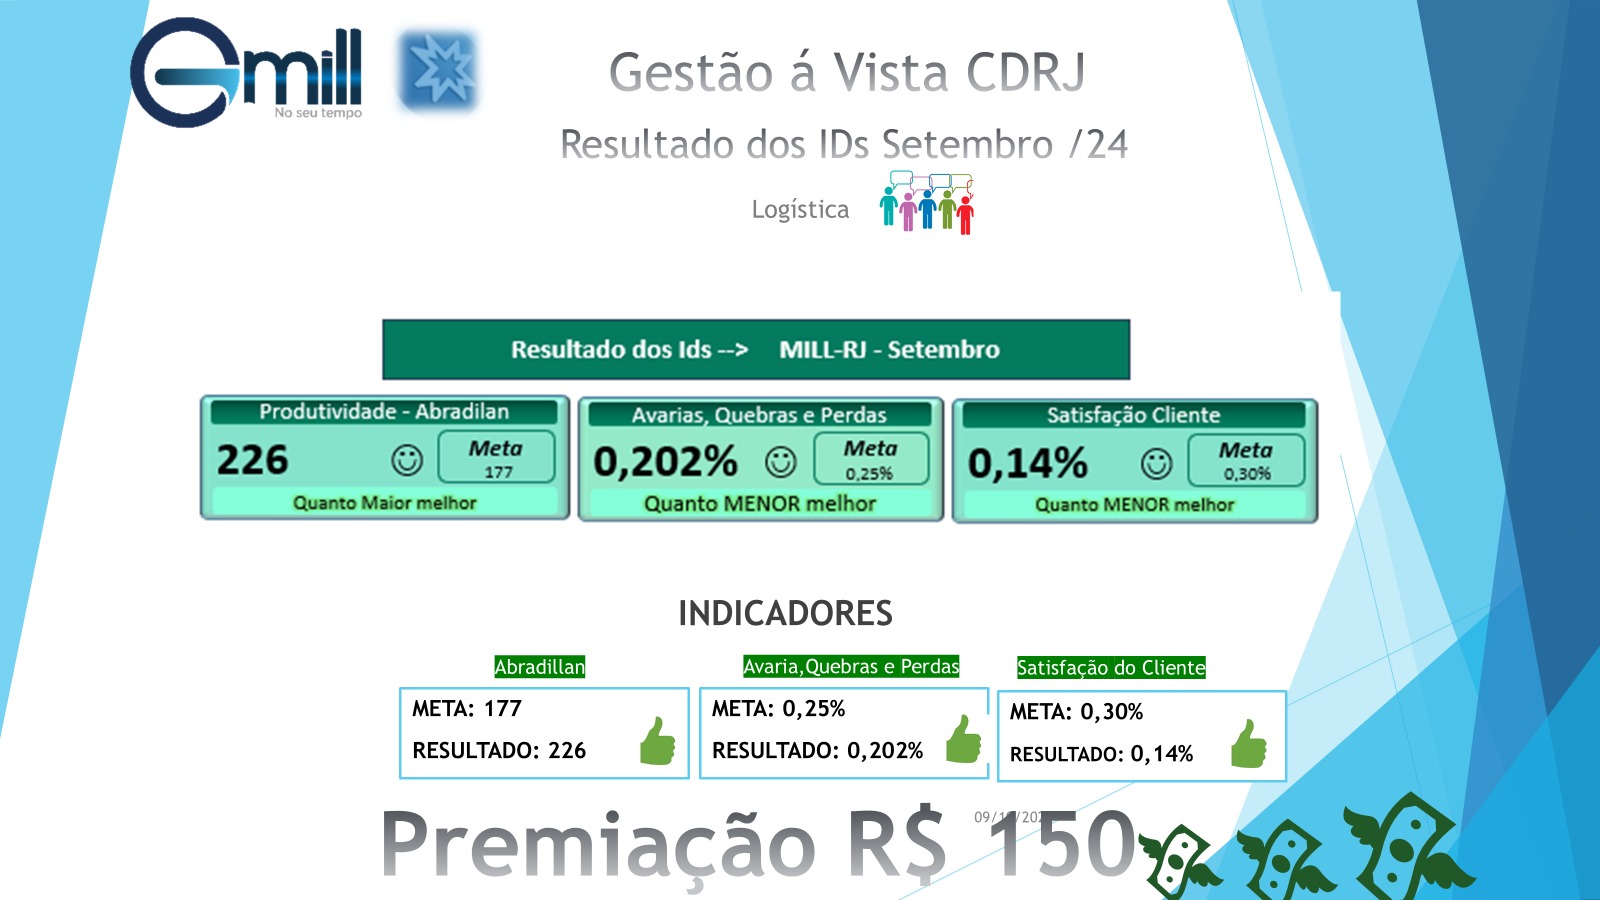 mill
No seu tempo
Gestão á Vista CDRJ
Resultado dos IDs Setembro /24
Logística
Resultado dos Ids --> MILL-RJ - Setembro
Produtividade - Abradilan
226
Meta
177
Quanto Maior melhor
Avarias, Quebras e Perdas
0,202%
Meta
0,25%
Quanto MENOR melhor
Satisfação Cliente
0,14%
Meta
0,30%
Quanto MENOR melhor
INDICADORES
Abradillan
META: 177
RESULTADO: 226
Avaria,Quebras e Perdas
META: 0,25%
RESULTADO: 0,202%
Satisfação do Cliente
META: 0,30%
RESULTADO: 0,14%
Premiação R$ 150